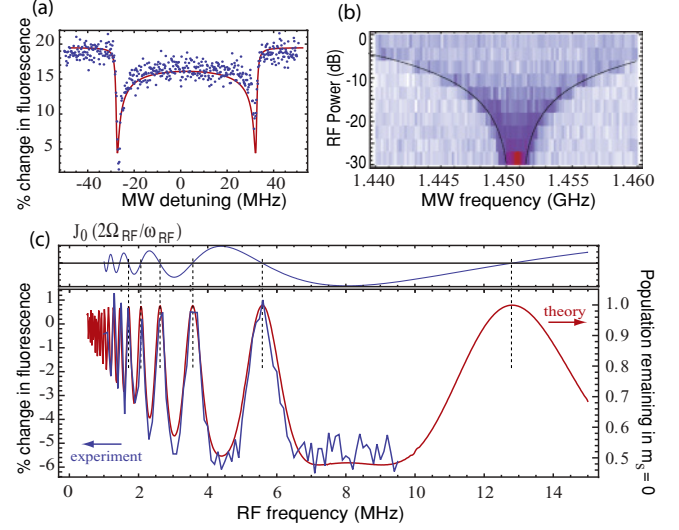 (a)
20
15
10
5
% change in fluorescence
-40 -20 0 20 40
MW detuning (MHz)
(b)
0
-10
-20
-30
RF Power (dB)
1.440 1.445 1.450 1.455 1.460
MW frequency (GHz)
J0 (2ΩRF/ωRF)
(c)
1
0
-1
-2
-3
-4
-5
-6
% change in fluorescence
experiment
theory
1.0
0.9
0.8
0.7
0.6
0.5
Population remaining in ms = 0
0 2 4 6 8 10 12 14
RF frequency (MHz)